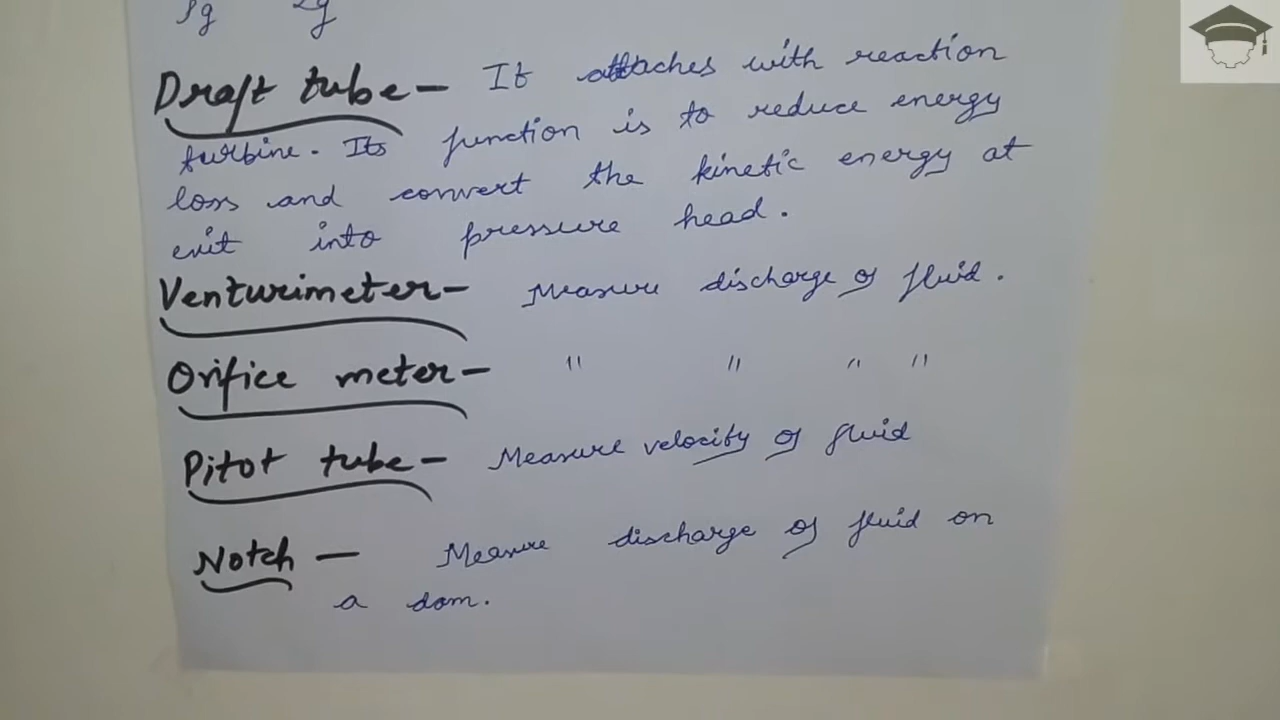 ρg 2g
Draft tube - It attaches with reaction
turbine. Its function is to reduce energy
loss and convert the kinetic energy at
exit into pressure head.
Venturimeter - Measure discharge of fluid.
Orifice meter - " " " "
Pitot tube - Measure velocity of fluid
Notch - Measure discharge of fluid on
a dam.